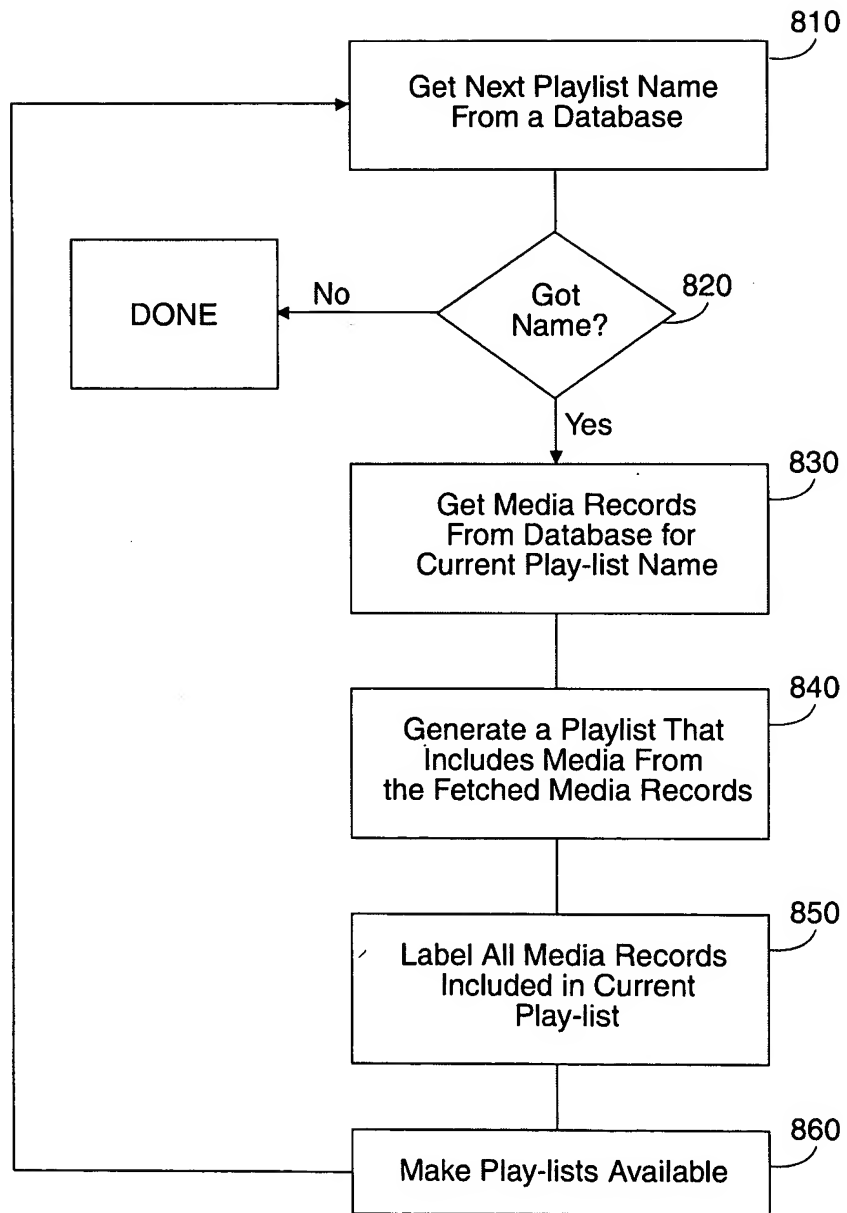 810
Get Next Playlist Name
From a Database
DONE
No
Got
Name?
820
Yes
830
Get Media Records
From Database for
Current Play-list Name
840
Generate a Playlist That
Includes Media From
the Fetched Media Records
850
Label All Media Records
Included in Current
Play-list
860
Make Play-lists Available